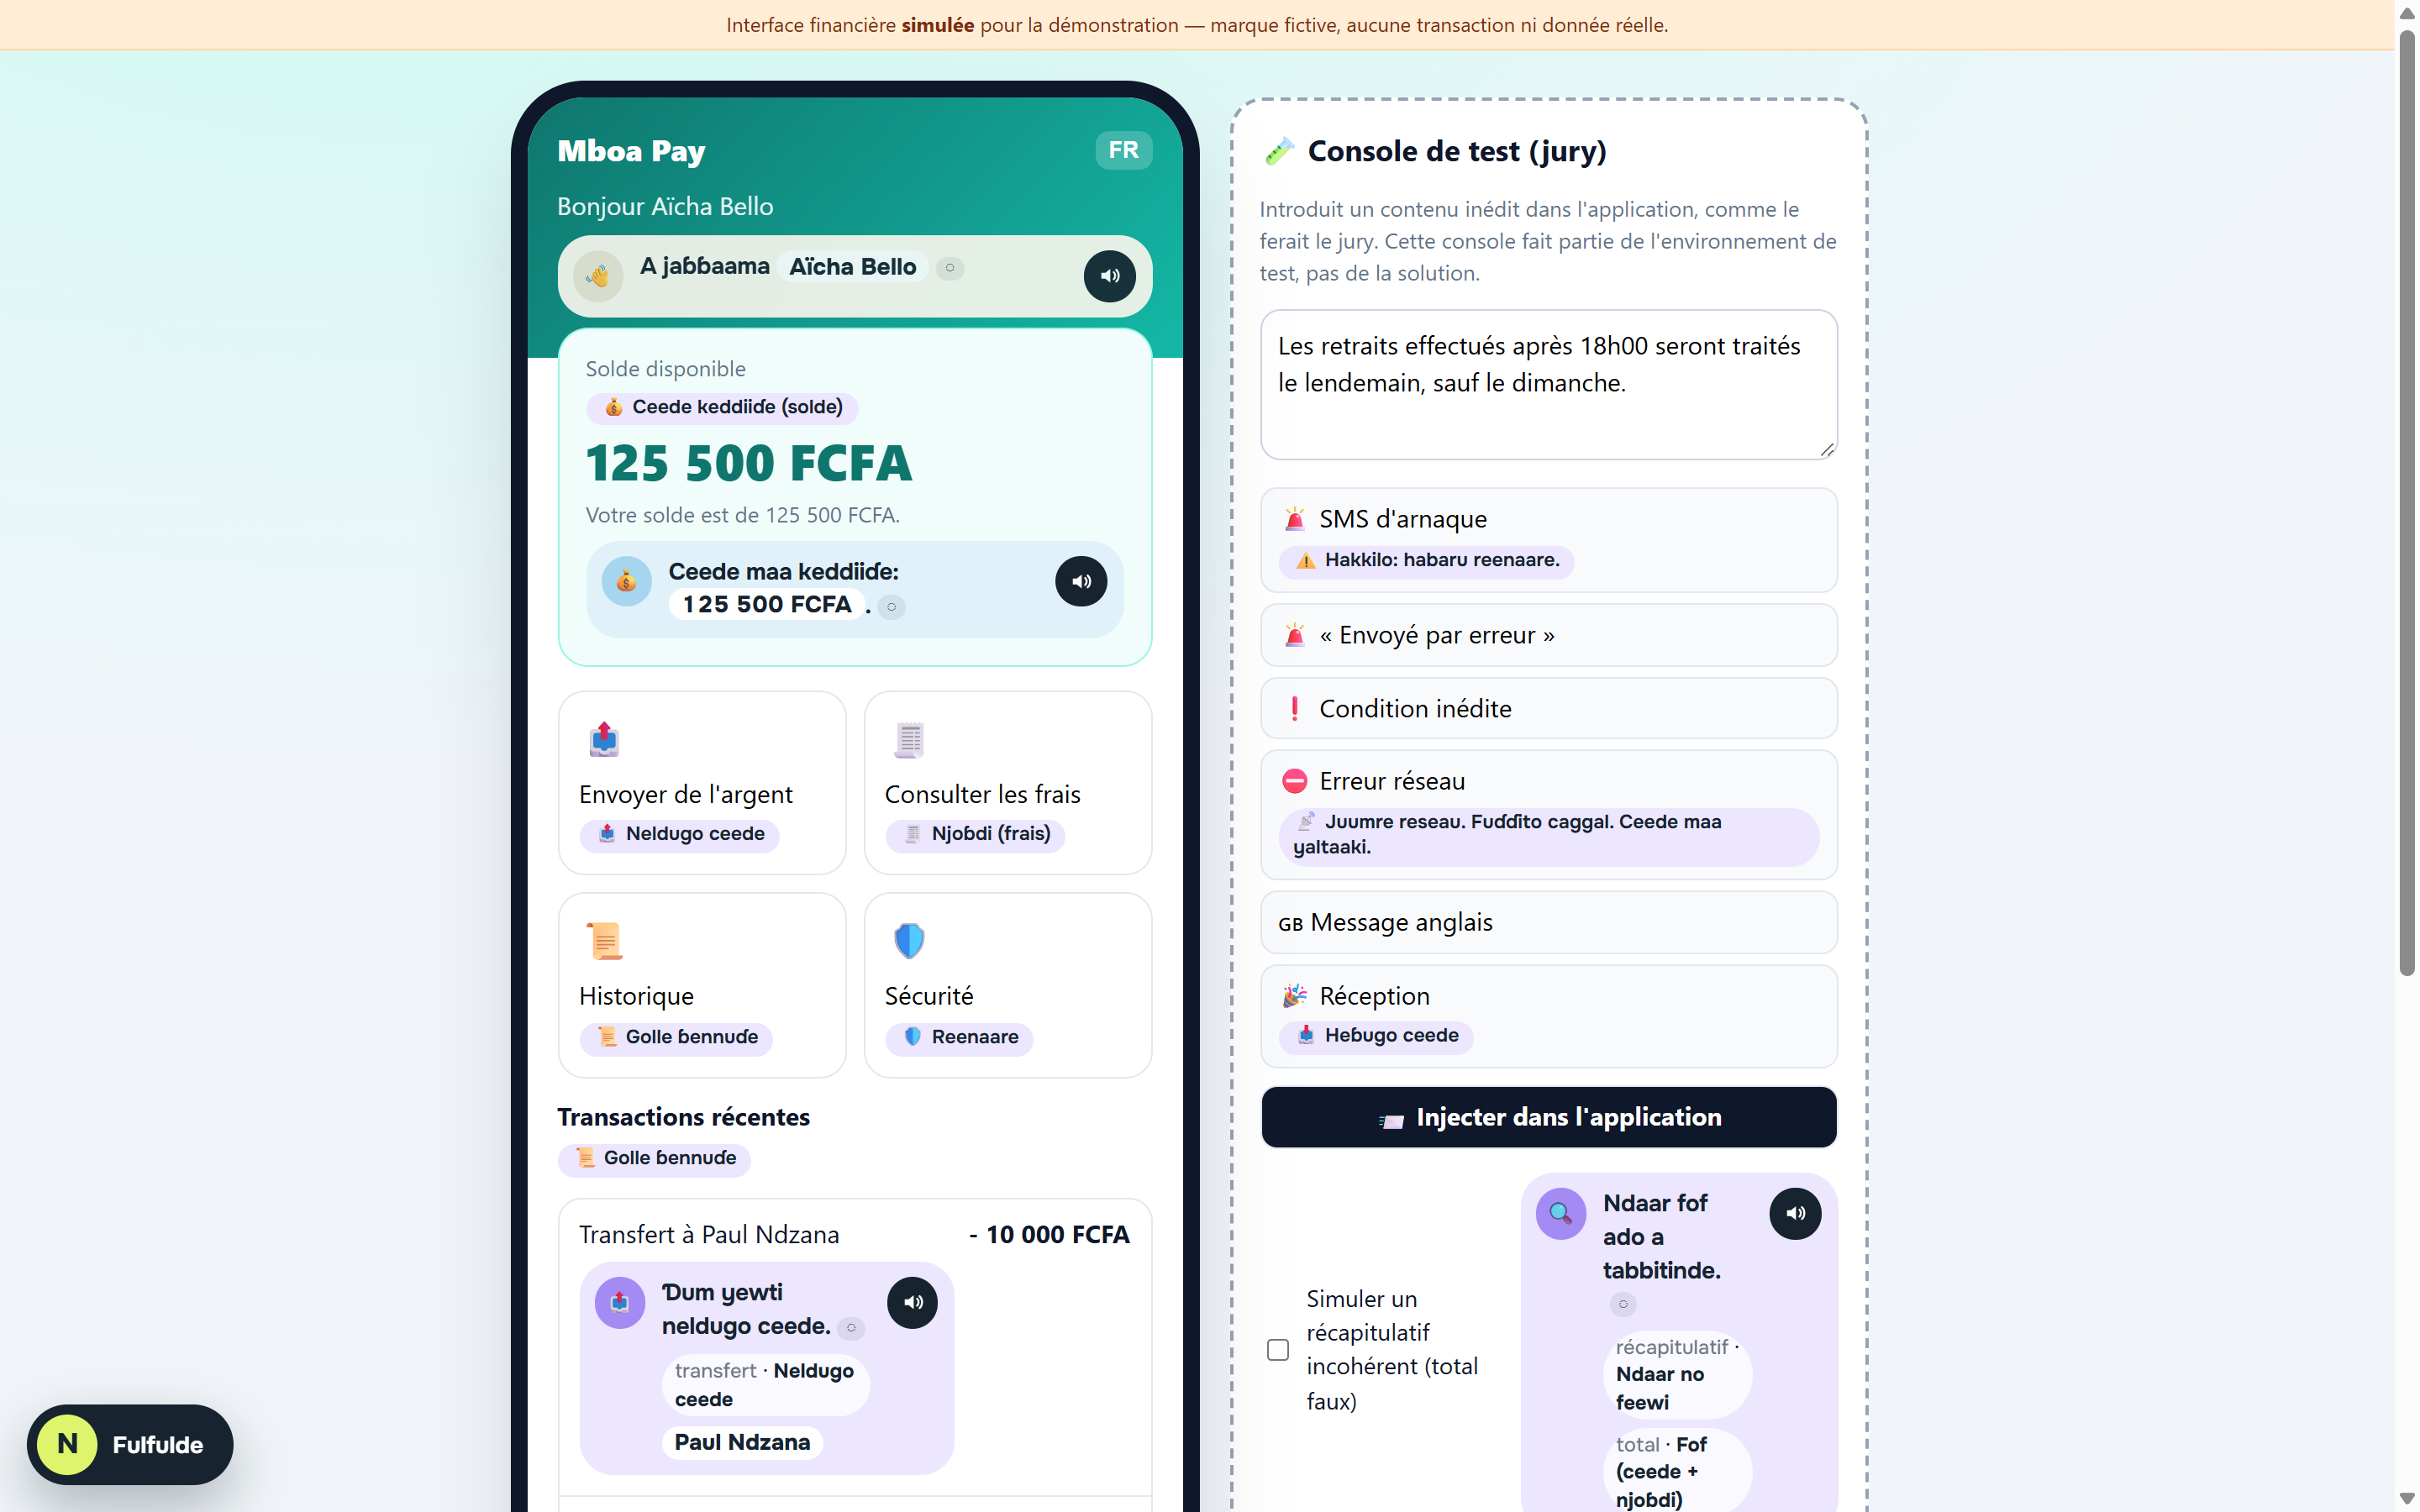 Interface financière simulée pour la démonstration — marque fictive, aucune transaction ni donnée réelle.
Mboa Pay
FR
Bonjour Aïcha Bello
A jaɓɓaama Aïcha Bello
Solde disponible
Ceede keddiiɗe (solde)
125 500 FCFA
Votre solde est de 125 500 FCFA.
Ceede maa keddiiɗe:
125 500 FCFA .
Envoyer de l'argent
Neldugo ceede
Consulter les frais
Njoɓdi (frais)
Historique
Golle ɓennuɗe
Sécurité
Reenaare
Transactions récentes
Golle ɓennuɗe
Transfert à Paul Ndzana
- 10 000 FCFA
Ɗum yewti
neldugo ceede.
transfert · Neldugo
ceede
Paul Ndzana
N Fulfulde
Console de test (jury)
Introduit un contenu inédit dans l'application, comme le
ferait le jury. Cette console fait partie de l'environnement de
test, pas de la solution.
Les retraits effectués après 18h00 seront traités
le lendemain, sauf le dimanche.
SMS d'arnaque
Hakkilo: habaru reenaare.
« Envoyé par erreur »
Condition inédite
Erreur réseau
Juumre reseau. Fuɗɗito caggal. Ceede maa
yaltaaki.
GB Message anglais
Réception
Heɓugo ceede
Injecter dans l'application
Simuler un
récapitulatif
incohérent (total
faux)
Ndaar fof
ado a
tabbitinde.
récapitulatif ·
Ndaar no
feewi
total · Fof
(ceede +
njoɓdi)